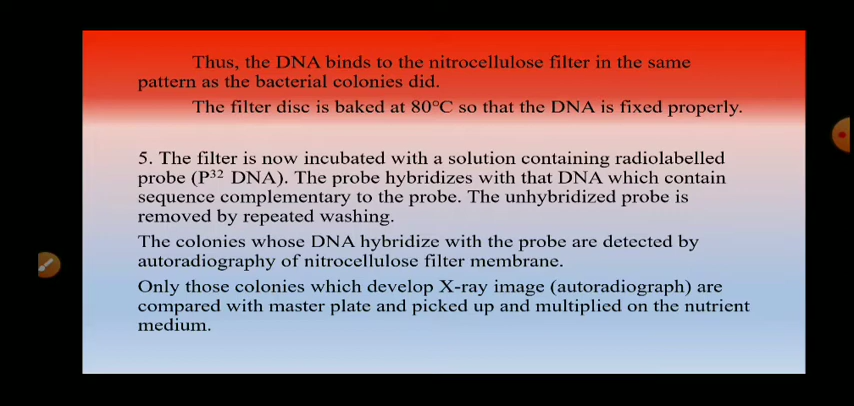 Thus, the DNA binds to the nitrocellulose filter in the same
pattern as the bacterial colonies did.
The filter disc is baked at 80°C so that the DNA is fixed properly.
5. The filter is now incubated with a solution containing radiolabelled
probe (P³² DNA). The probe hybridizes with that DNA which contain
sequence complementary to the probe. The unhybridized probe is
removed by repeated washing.
The colonies whose DNA hybridize with the probe are detected by
autoradiography of nitrocellulose filter membrane.
Only those colonies which develop X-ray image (autoradiograph) are
compared with master plate and picked up and multiplied on the nutrient
medium.